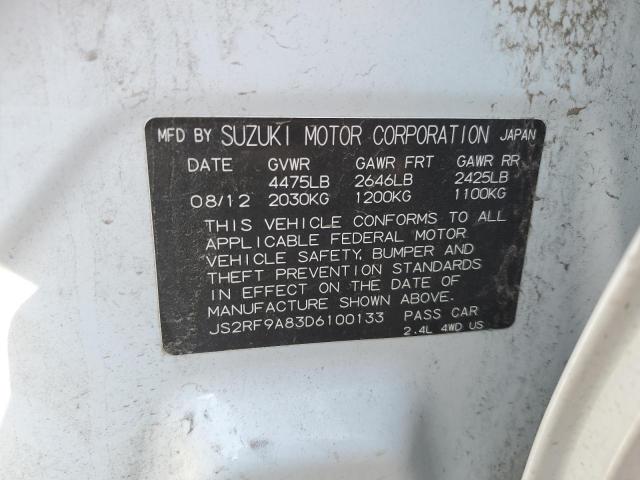 MFD BY SUZUKI MOTOR CORPORATION JAPAN
DATE GVWR GAWR FRT GAWR RR
4475LB 2646LB 2425LB
08/12 2030KG 1200KG 1100KG
THIS VEHICLE CONFORMS TO ALL
APPLICABLE FEDERAL MOTOR
VEHICLE SAFETY, BUMPER AND
THEFT PREVENTION STANDARDS
IN EFFECT ON THE DATE OF
MANUFACTURE SHOWN ABOVE.
JS2RF9A83D6100133 PASS CAR
2.4L 4WD US